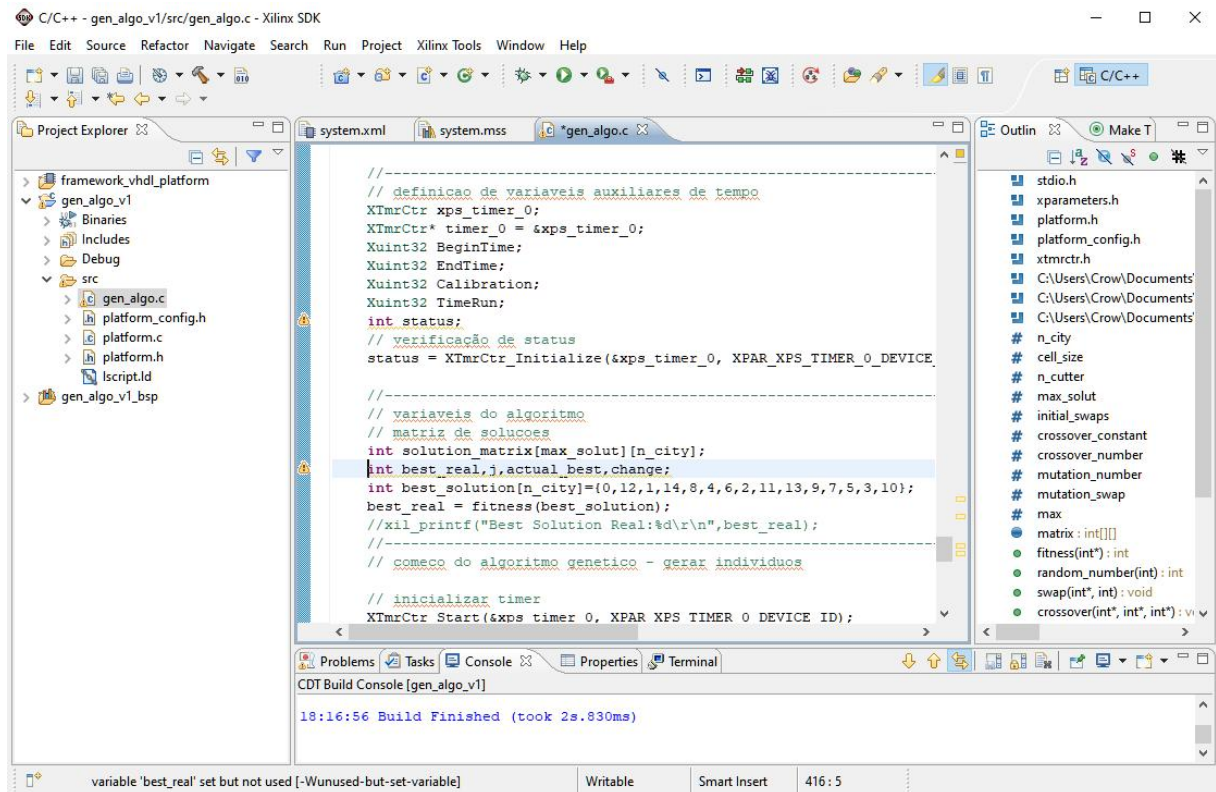 C/C++ - gen_algo_v1/src/gen_algo.c - Xilinx SDK
File Edit Source Refactor Navigate Search Run Project Xilinx Tools Window Help
C/C++
Project Explorer
framework_vhdl_platform
gen_algo_v1
Binaries
Includes
Debug
src
gen_algo.c
platform_config.h
platform.c
platform.h
lscript.ld
gen_algo_v1_bsp
system.xml system.mss *gen_algo.c
//----------------------------------------------------------
// definicao de variaveis auxiliares de tempo
XTmrCtr xps_timer_0;
XTmrCtr* timer_0 = &xps_timer_0;
Xuint32 BeginTime;
Xuint32 EndTime;
Xuint32 Calibration;
Xuint32 TimeRun;
int status;
// verificação de status
status = XTmrCtr_Initialize(&xps_timer_0, XPAR_XPS_TIMER_0_DEVICE_
//----------------------------------------------------------
// variaveis do algoritmo
// matriz de solucoes
int solution_matrix[max_solut][n_city];
int best_real,j,actual_best,change;
int best_solution[n_city]={0,12,1,14,8,4,6,2,11,13,9,7,5,3,10};
best_real = fitness(best_solution);
//xil_printf("Best Solution Real:%d\r\n",best_real);
//----------------------------------------------------------
// comeco do algoritmo genetico - gerar individuos
// inicializar timer
XTmrCtr_Start(&xps_timer_0, XPAR_XPS_TIMER_0_DEVICE_ID);
Outlin Make T
stdio.h
xparameters.h
platform.h
platform_config.h
xtmrctr.h
C:\Users\Crow\Documents\
C:\Users\Crow\Documents\
C:\Users\Crow\Documents\
n_city
cell_size
n_cutter
max_solut
initial_swaps
crossover_constant
crossover_number
mutation_number
mutation_swap
max
matrix : int[][]
fitness(int*) : int
random_number(int) : int
swap(int*, int) : void
crossover(int*, int*, int*) : v
Problems Tasks Console Properties Terminal
CDT Build Console [gen_algo_v1]
18:16:56 Build Finished (took 2s.830ms)
variable 'best_real' set but not used [-Wunused-but-set-variable] Writable Smart Insert 416 : 5